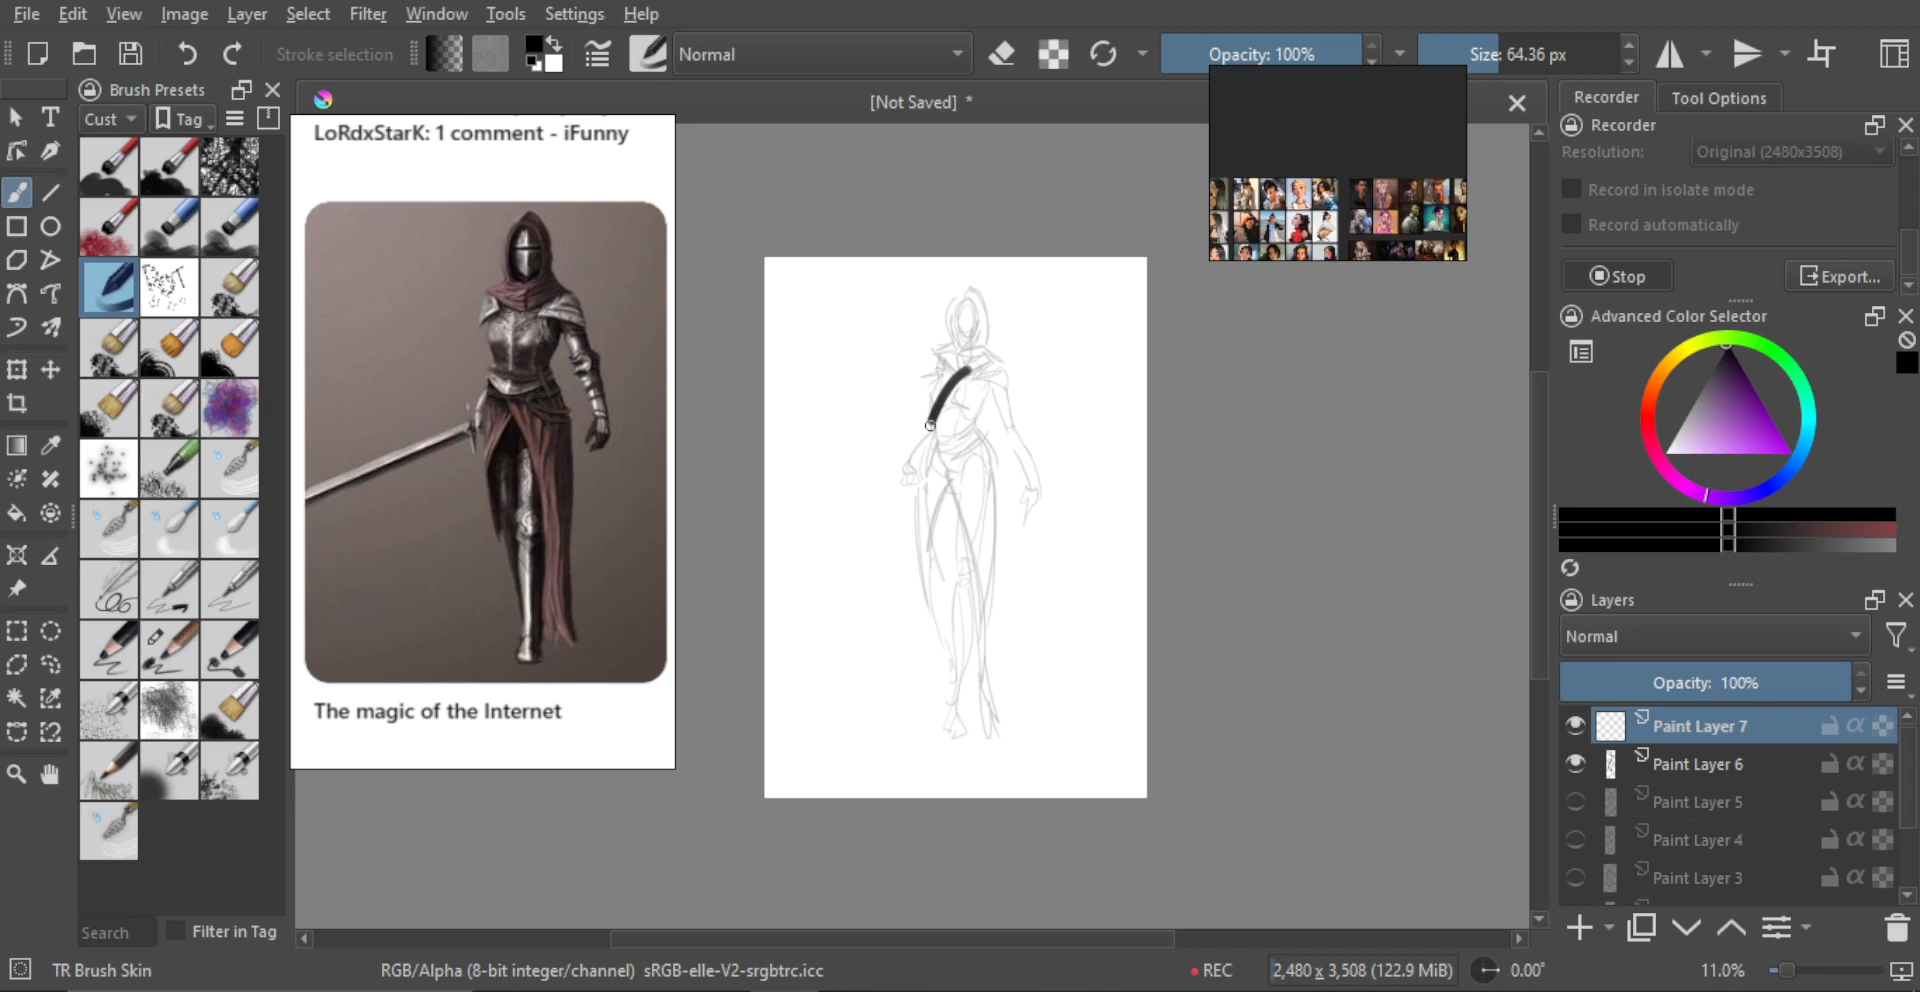 File Edit View Image Layer Select Filter Window Tools Settings Help
Stroke selection Normal Opacity: 100% Size: 64.36 px
Brush Presets
Cust Tag
[Not Saved] *
LoRdxStarK: 1 comment - iFunny
The magic of the Internet
Search Filter in Tag
Recorder Tool Options
Recorder
Resolution: Original (2480x3508)
Record in isolate mode
Record automatically
Stop Export...
Advanced Color Selector
Layers
Normal
Opacity: 100%
Paint Layer 7
Paint Layer 6
Paint Layer 5
Paint Layer 4
Paint Layer 3
TR Brush Skin RGB/Alpha (8-bit integer/channel) sRGB-elle-V2-srgbtrc.icc REC 2,480 x 3,508 (122.9 MiB) 0.00° 11.0%